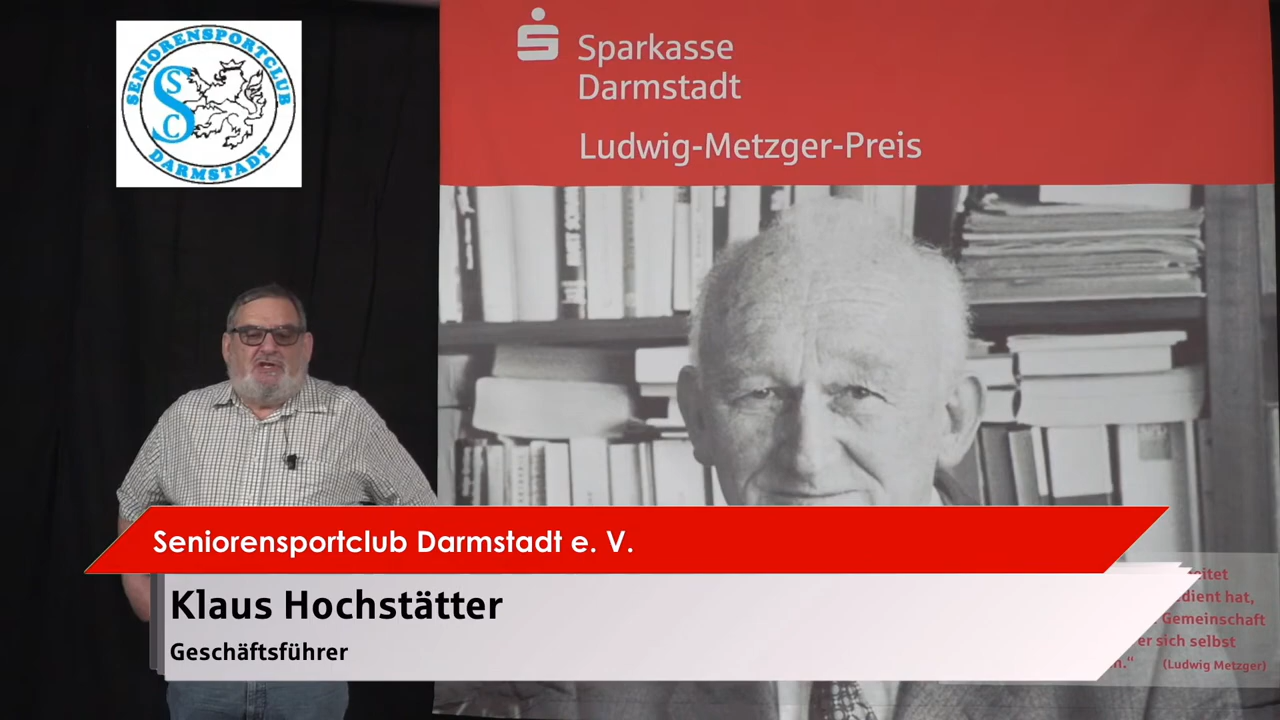 SENIORENSPORTCLUB
SSC
DARMSTADT
Sparkasse
Darmstadt
Ludwig-Metzger-Preis
Seniorensportclub Darmstadt e. V.
Klaus Hochstätter
Geschäftsführer
dient hat,
Gemeinschaft
er sich selbst
(Ludwig Metzger)